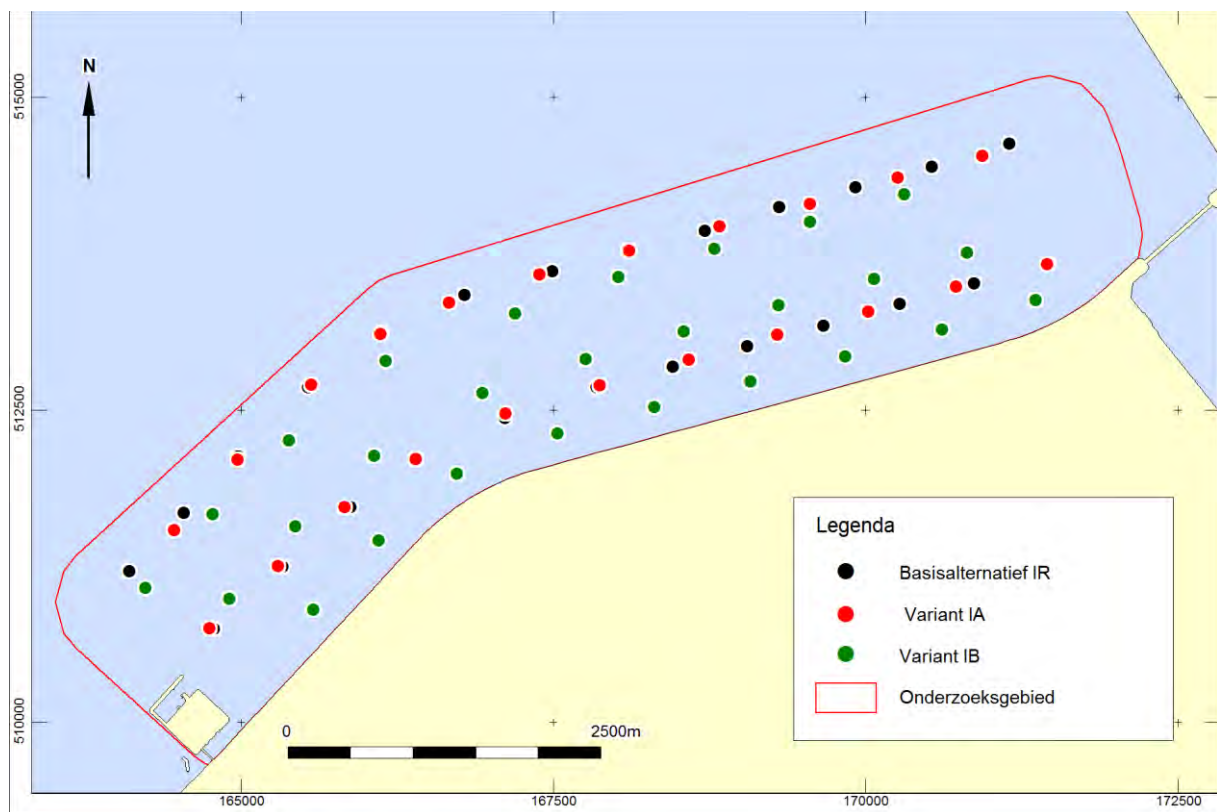 N
515000
512500
510000
0 2500m
Legenda
Basisalternatief IR
Variant IA
Variant IB
Onderzoeksgebied
165000 167500 170000 172500